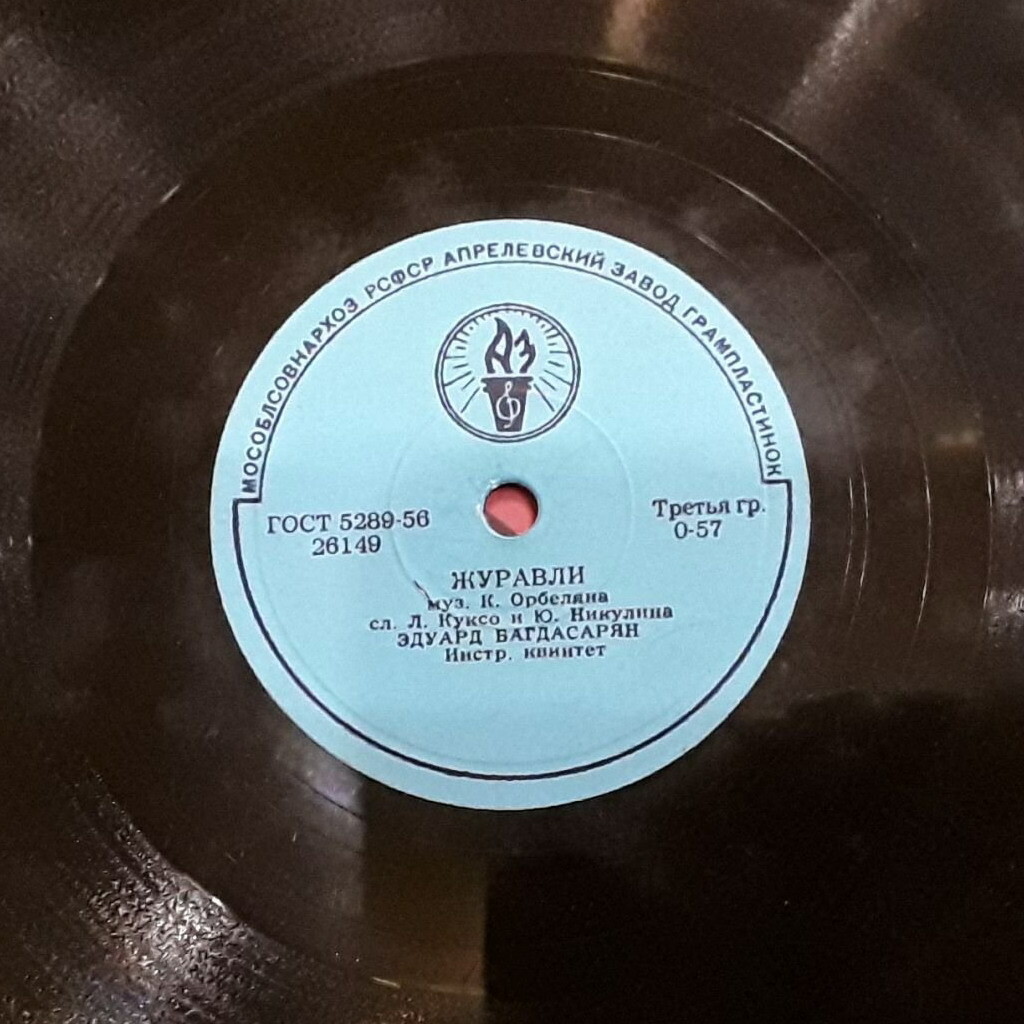 МОСОБЛСОВНАРХОЗ РСФСР АПРЕЛЕВСКИЙ ЗАВОД ГРАМПЛАСТИНОК
АЗ
ГОСТ 5289-56
26149
Третья гр.
0-57
ЖУРАВЛИ
муз. К. Орбеляна
сл. Л. Куксо и Ю. Никулина
ЭДУАРД БАГДАСАРЯН
Инстр. квинтет